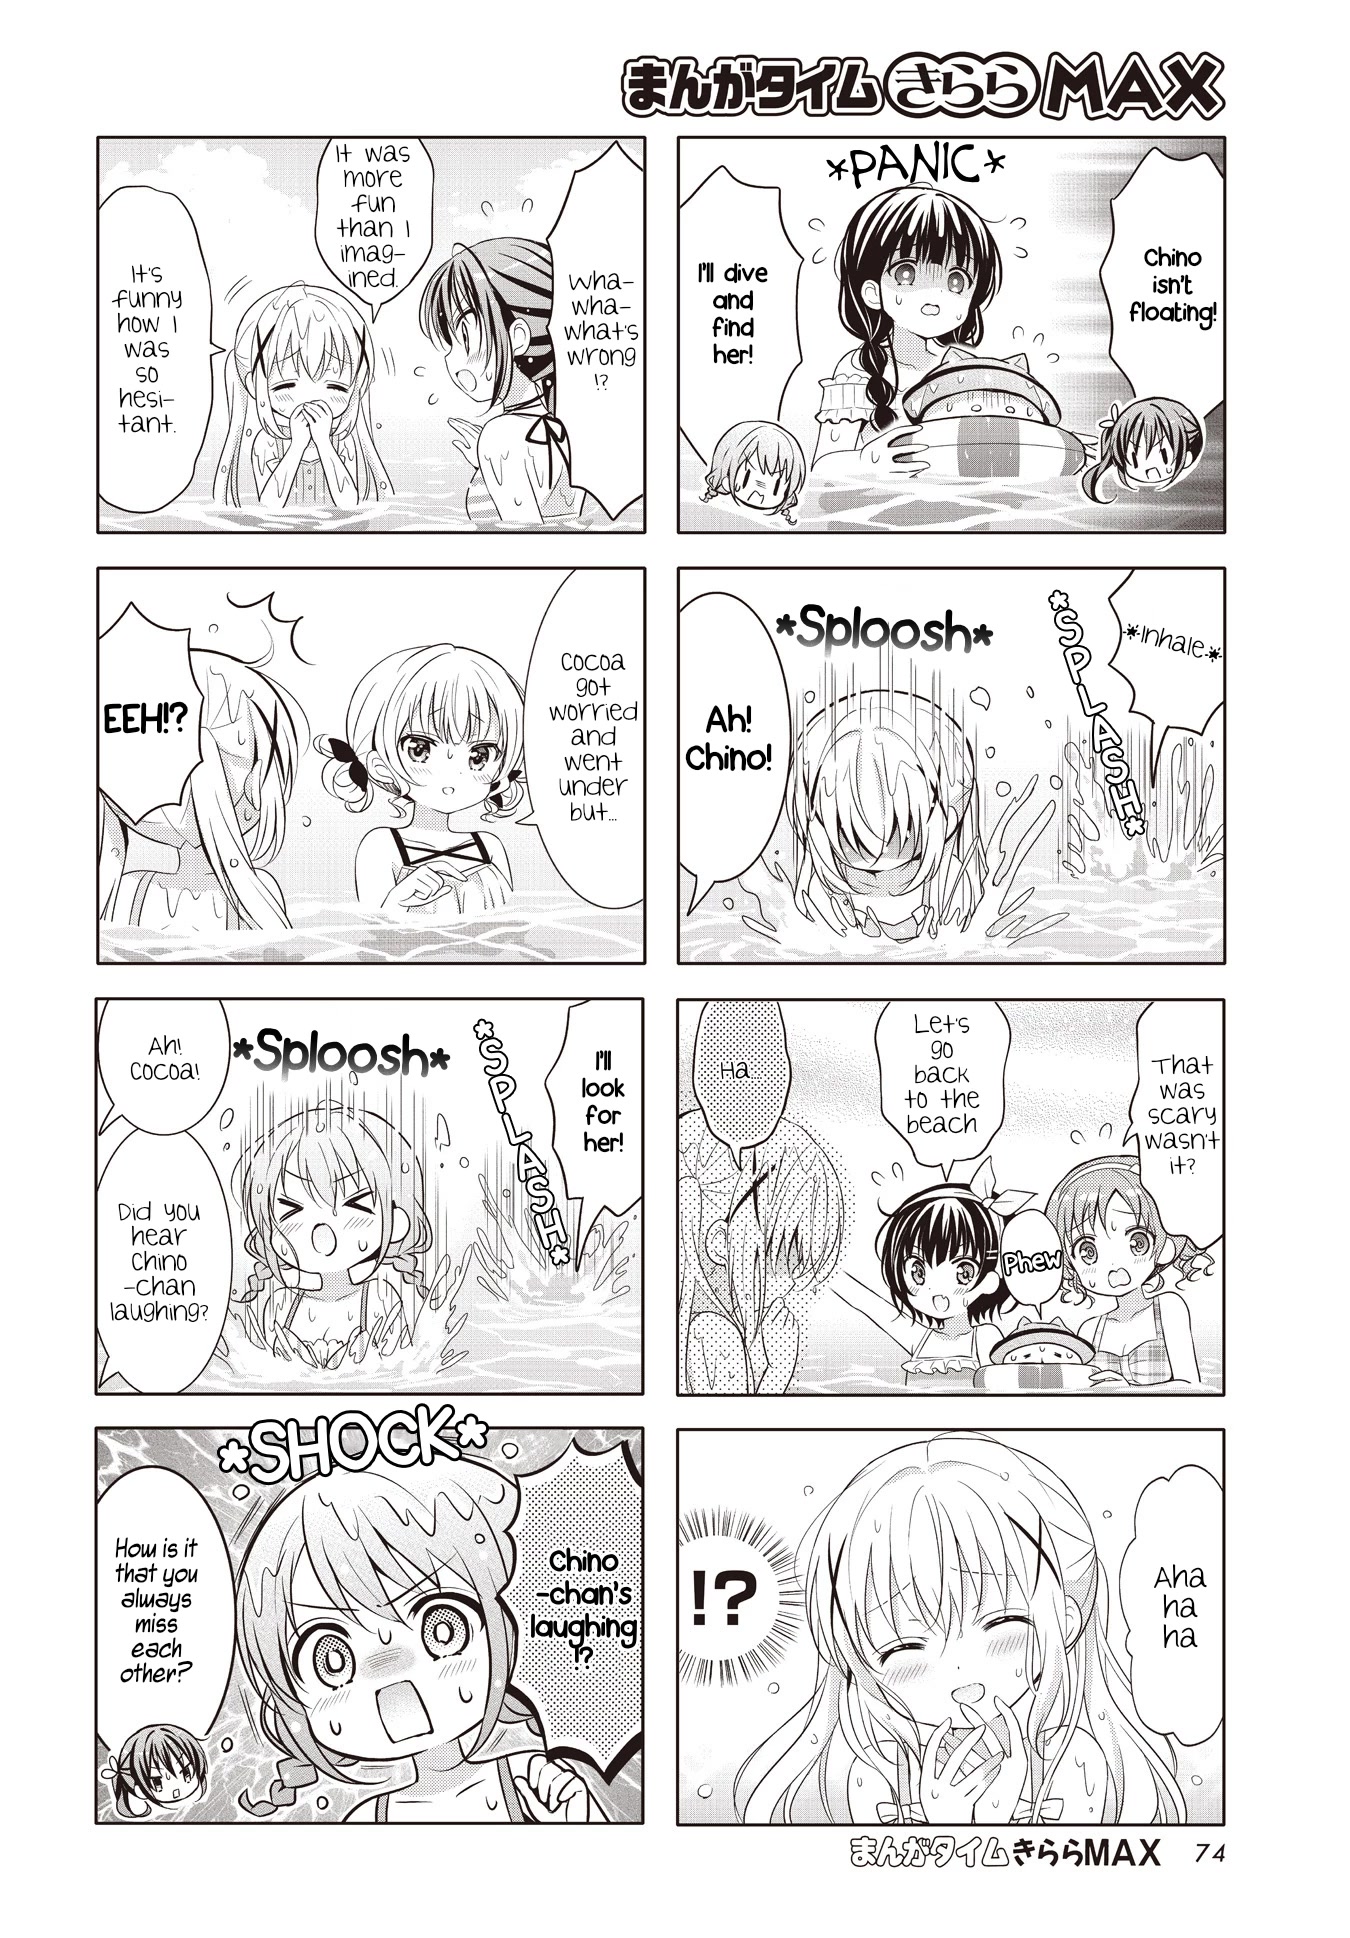 まんがタイムきららMAX
*PANIC*
Chino
isn't
floating!
I'll dive
and
find
her!
*Inhale*
*SPLASH*
*Sploosh*
Ah!
Chino!
That
was
scary
wasn't
it?
Let's
go
back
to the
beach
Phew
Ha
Aha
ha
ha
!?
Wha-
wha-
what's
wrong
!?
It was
more
fun
than I
imag-
ined.
It's
funny
how I
was
so
hesi-
tant.
Cocoa
got
worried
and
went
under
but...
EEH!?
I'll
look
for
her!
*SPLASH*
*Sploosh*
Ah!
Cocoa!
Did you
hear
Chino
-chan
laughing?
*SHOCK*
Chino
-chan's
laughing
!?
How is it
that you
always
miss
each
other?
まんがタイムきららMAX 74